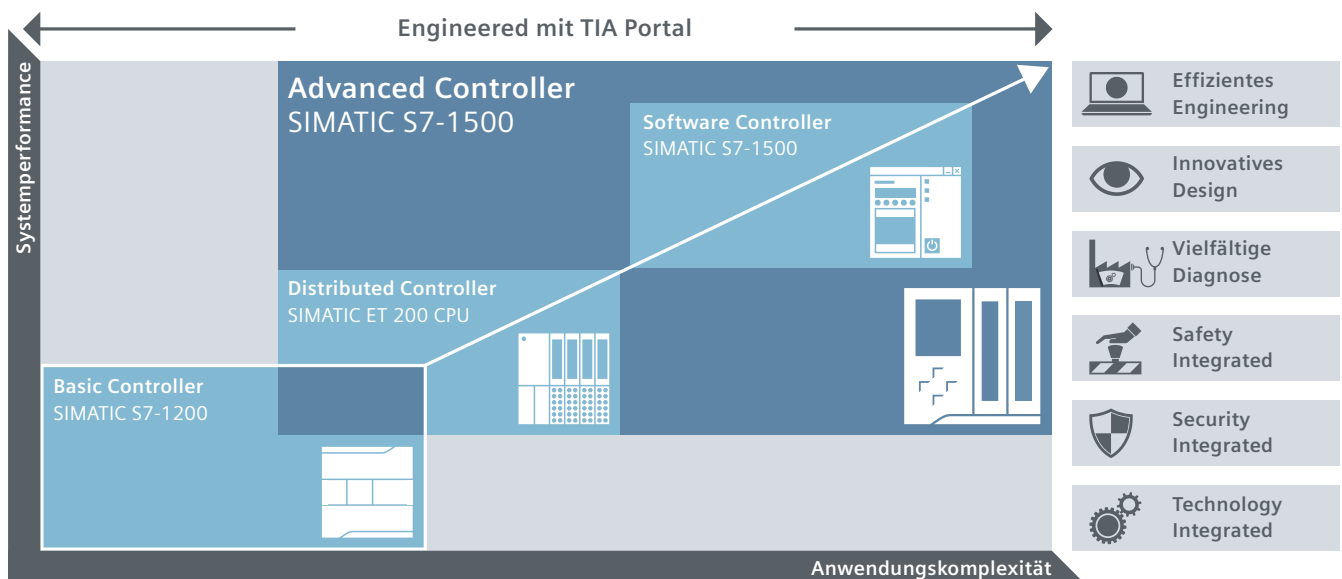 Engineered mit TIA Portal
Systemperformance
Advanced Controller
SIMATIC S7-1500
Software Controller
SIMATIC S7-1500
Distributed Controller
SIMATIC ET 200 CPU
Basic Controller
SIMATIC S7-1200
Anwendungskomplexität
Effizientes
Engineering
Innovatives
Design
Vielfältige
Diagnose
Safety
Integrated
Security
Integrated
Technology
Integrated